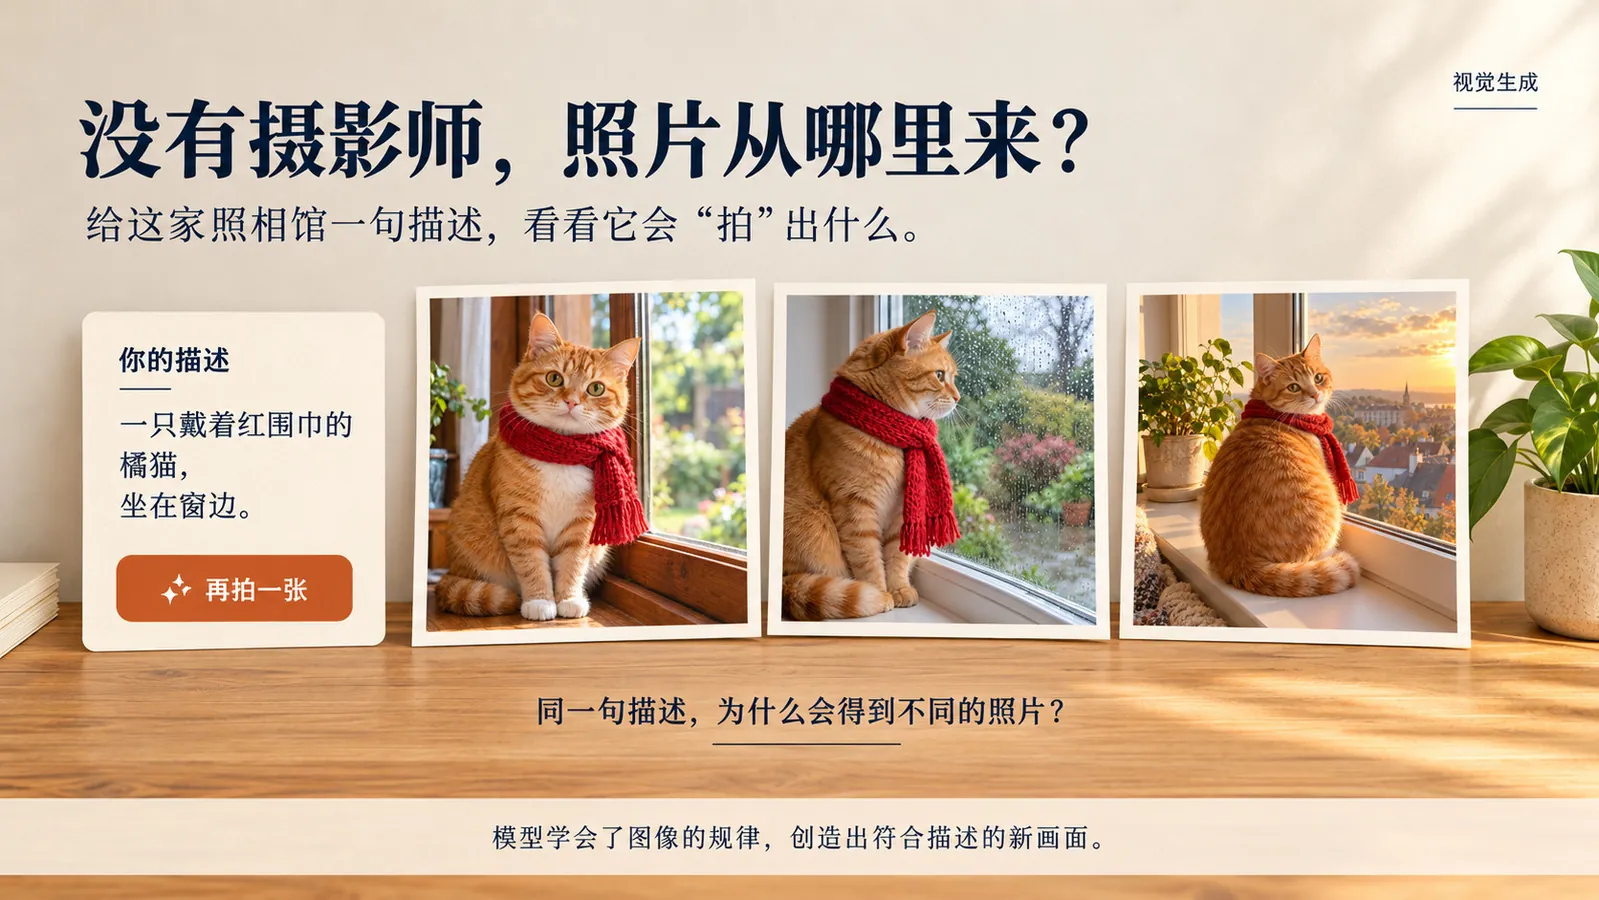 视觉生成
没有摄影师，照片从哪里来？
给这家照相馆一句描述，看看它会“拍”出什么。
你的描述
一只戴着红围巾的
橘猫，
坐在窗边。
再拍一张
同一句描述，为什么会得到不同的照片？
模型学会了图像的规律，创造出符合描述的新画面。